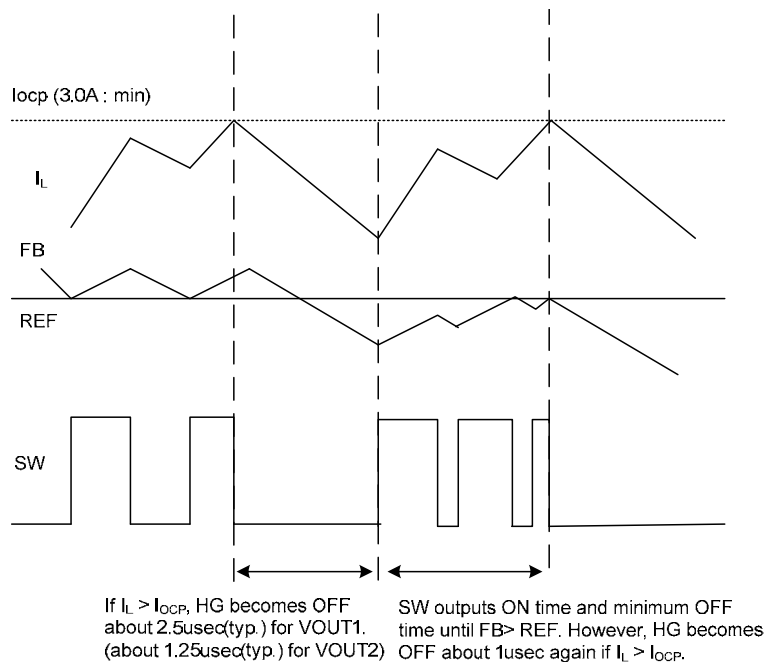 Iocp (3.0A : min)
IL
FB
REF
SW
If IL > IOCP, HG becomes OFF
about 2.5usec(typ.) for VOUT1.
(about 1.25usec(typ.) for VOUT2)
SW outputs ON time and minimum OFF
time until FB> REF. However, HG becomes
OFF about 1usec again if IL > IOCP.